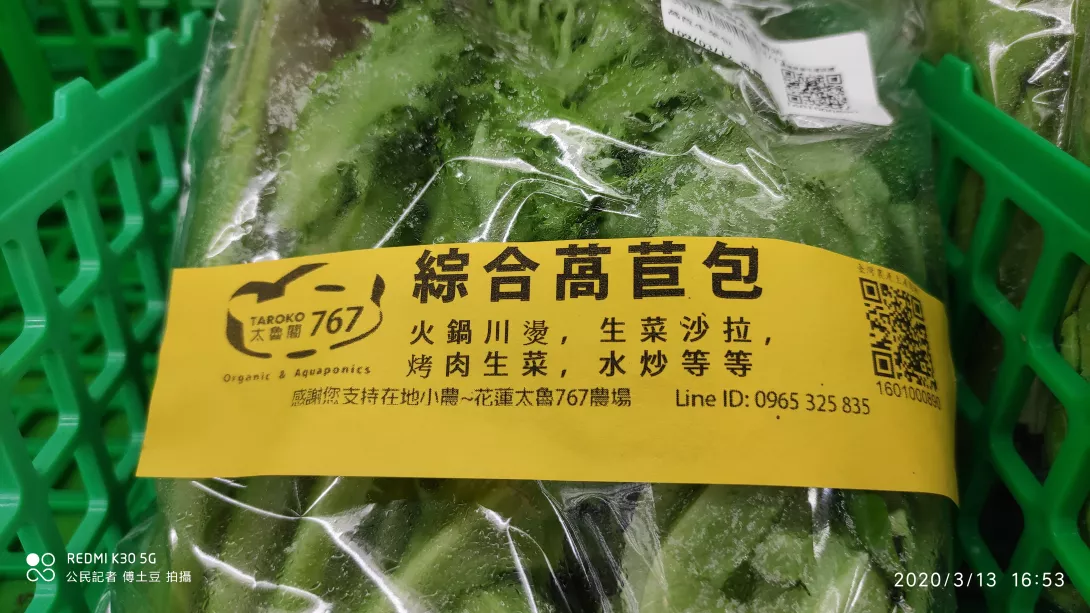 綜合萵苣包
TAROKO
太魯閣 767
Organic & Aquaponics
火鍋川燙，生菜沙拉，
烤肉生菜，水炒等等
感謝您支持在地小農~花蓮太魯767農場
Line ID: 0965 325 835
REDMI K30 5G
公民記者 傅土豆 拍攝
2020/3/13 16:53